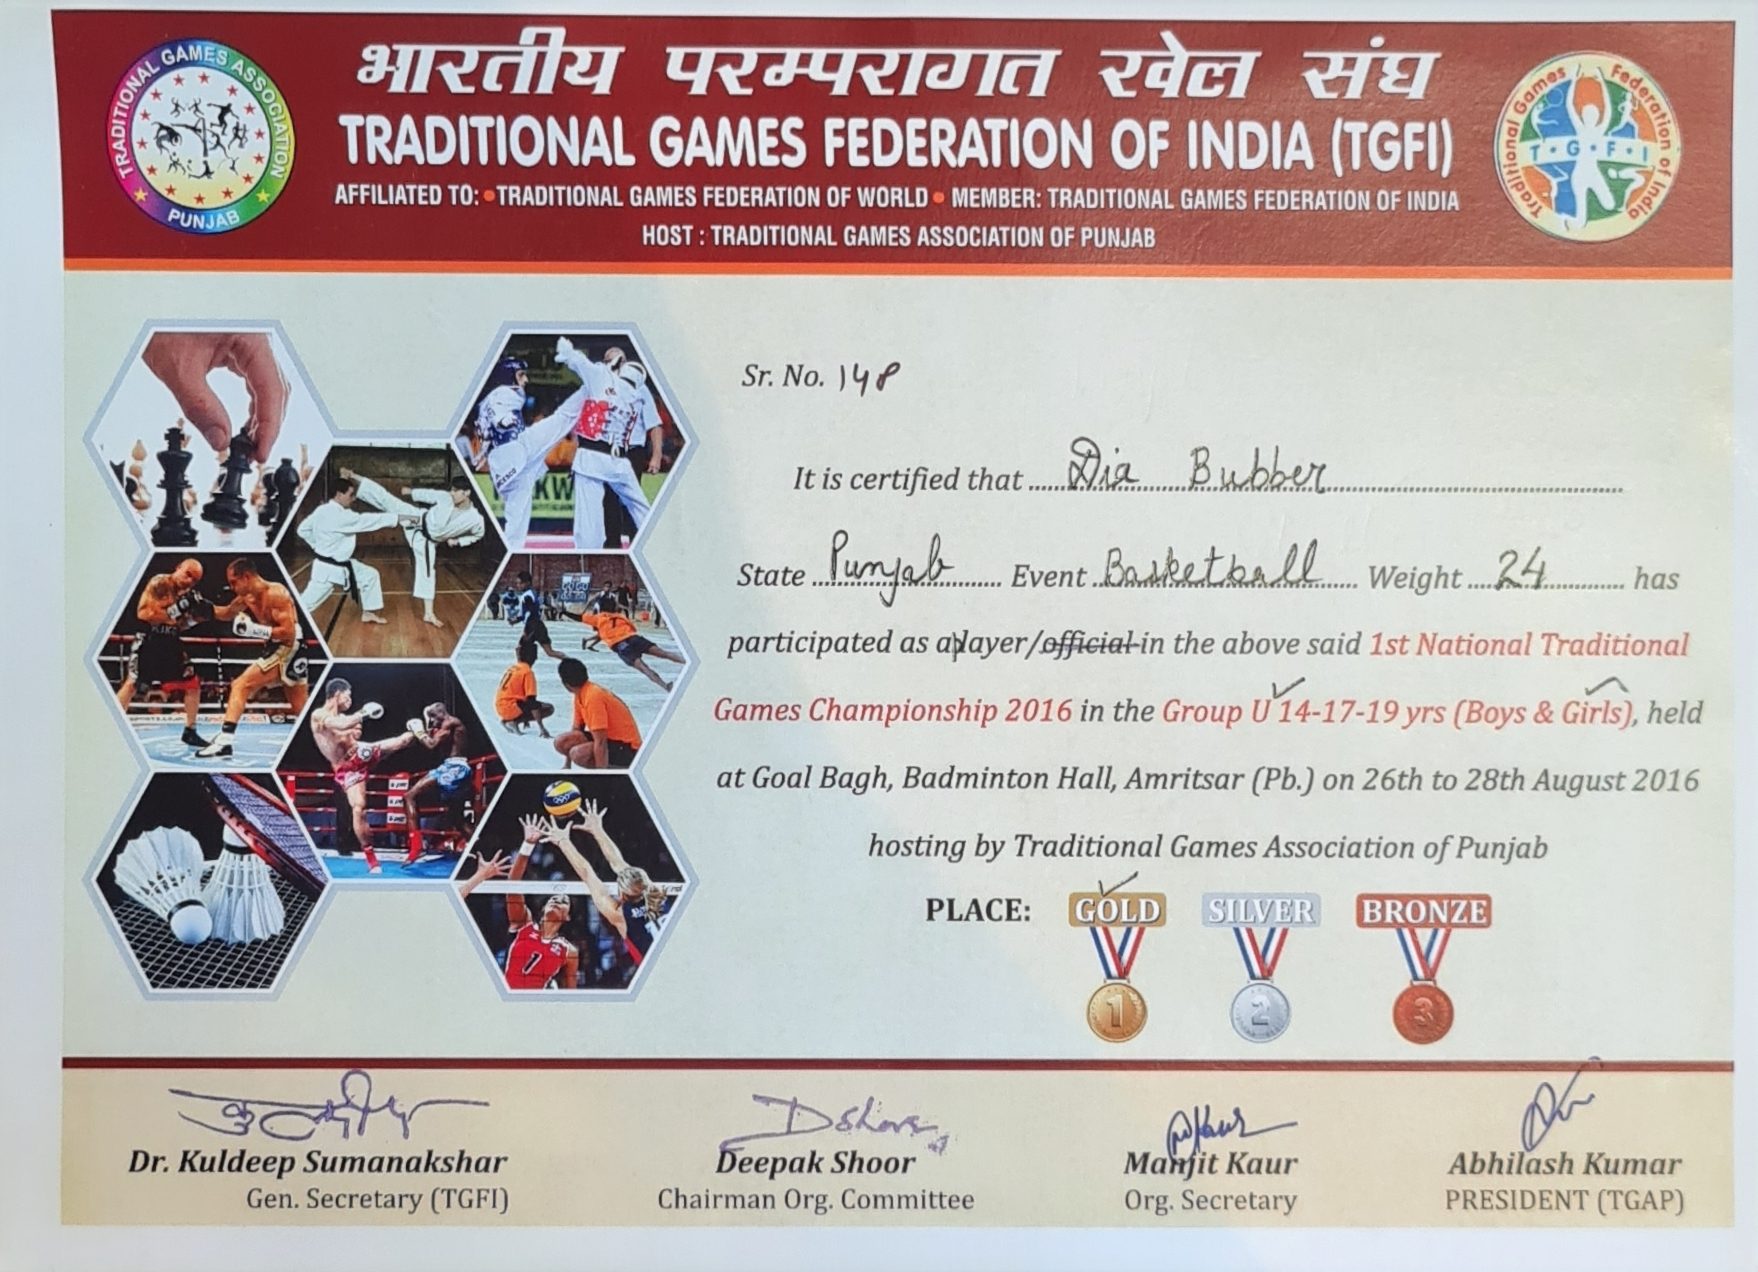 भारतीय परम्परागत खेल संघ
TRADITIONAL GAMES FEDERATION OF INDIA (TGFI)
AFFILIATED TO: • TRADITIONAL GAMES FEDERATION OF WORLD • MEMBER: TRADITIONAL GAMES FEDERATION OF INDIA
HOST : TRADITIONAL GAMES ASSOCIATION OF PUNJAB
TRADITIONAL GAMES ASSOCIATION
PUNJAB
Traditional Games Federation of India
T·G·F·I
Sr. No. 148
It is certified that Dia Bubber
State Punjab Event Basketball Weight 24 has
participated as a player/official in the above said 1st National Traditional
Games Championship 2016 in the Group U 14-17-19 yrs (Boys & Girls), held
at Goal Bagh, Badminton Hall, Amritsar (Pb.) on 26th to 28th August 2016
hosting by Traditional Games Association of Punjab
PLACE: GOLD SILVER BRONZE
1 2 3
Dr. Kuldeep Sumanakshar Deepak Shoor Manjit Kaur Abhilash Kumar
Gen. Secretary (TGFI) Chairman Org. Committee Org. Secretary PRESIDENT (TGAP)